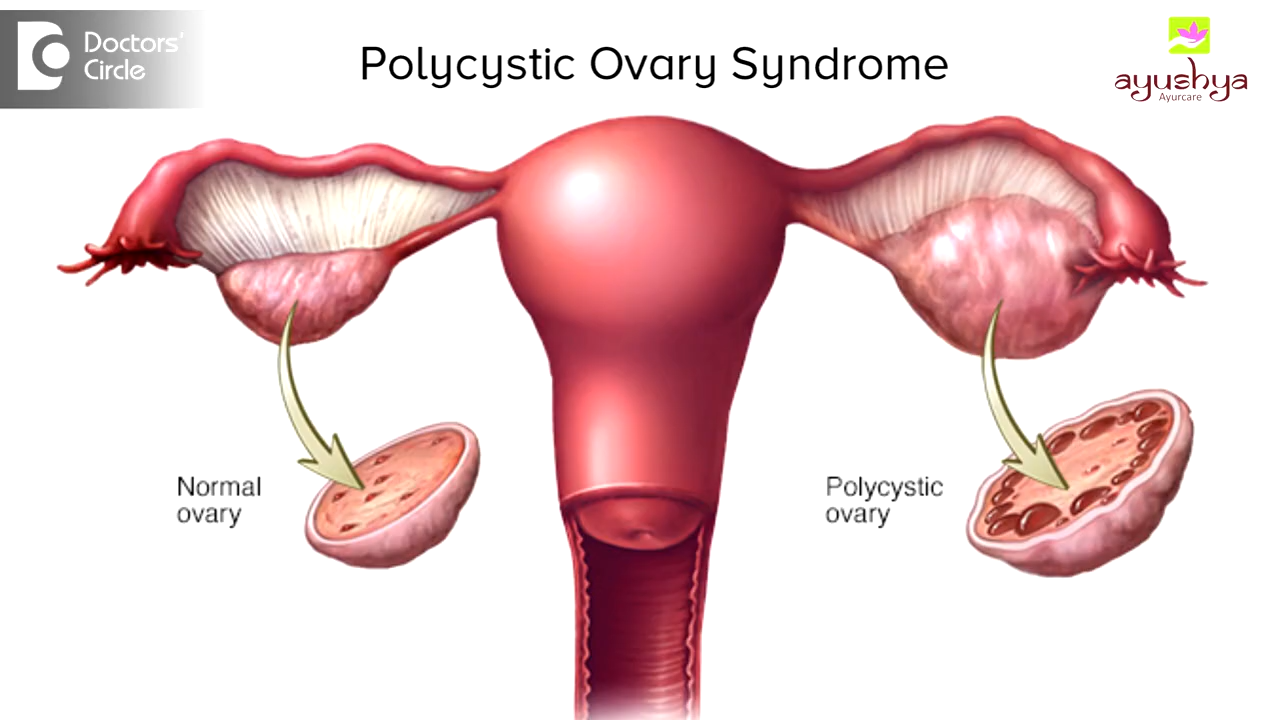 Doctors'
Circle
Polycystic Ovary Syndrome
ayushya
Ayurcare
Normal
ovary
Polycystic
ovary